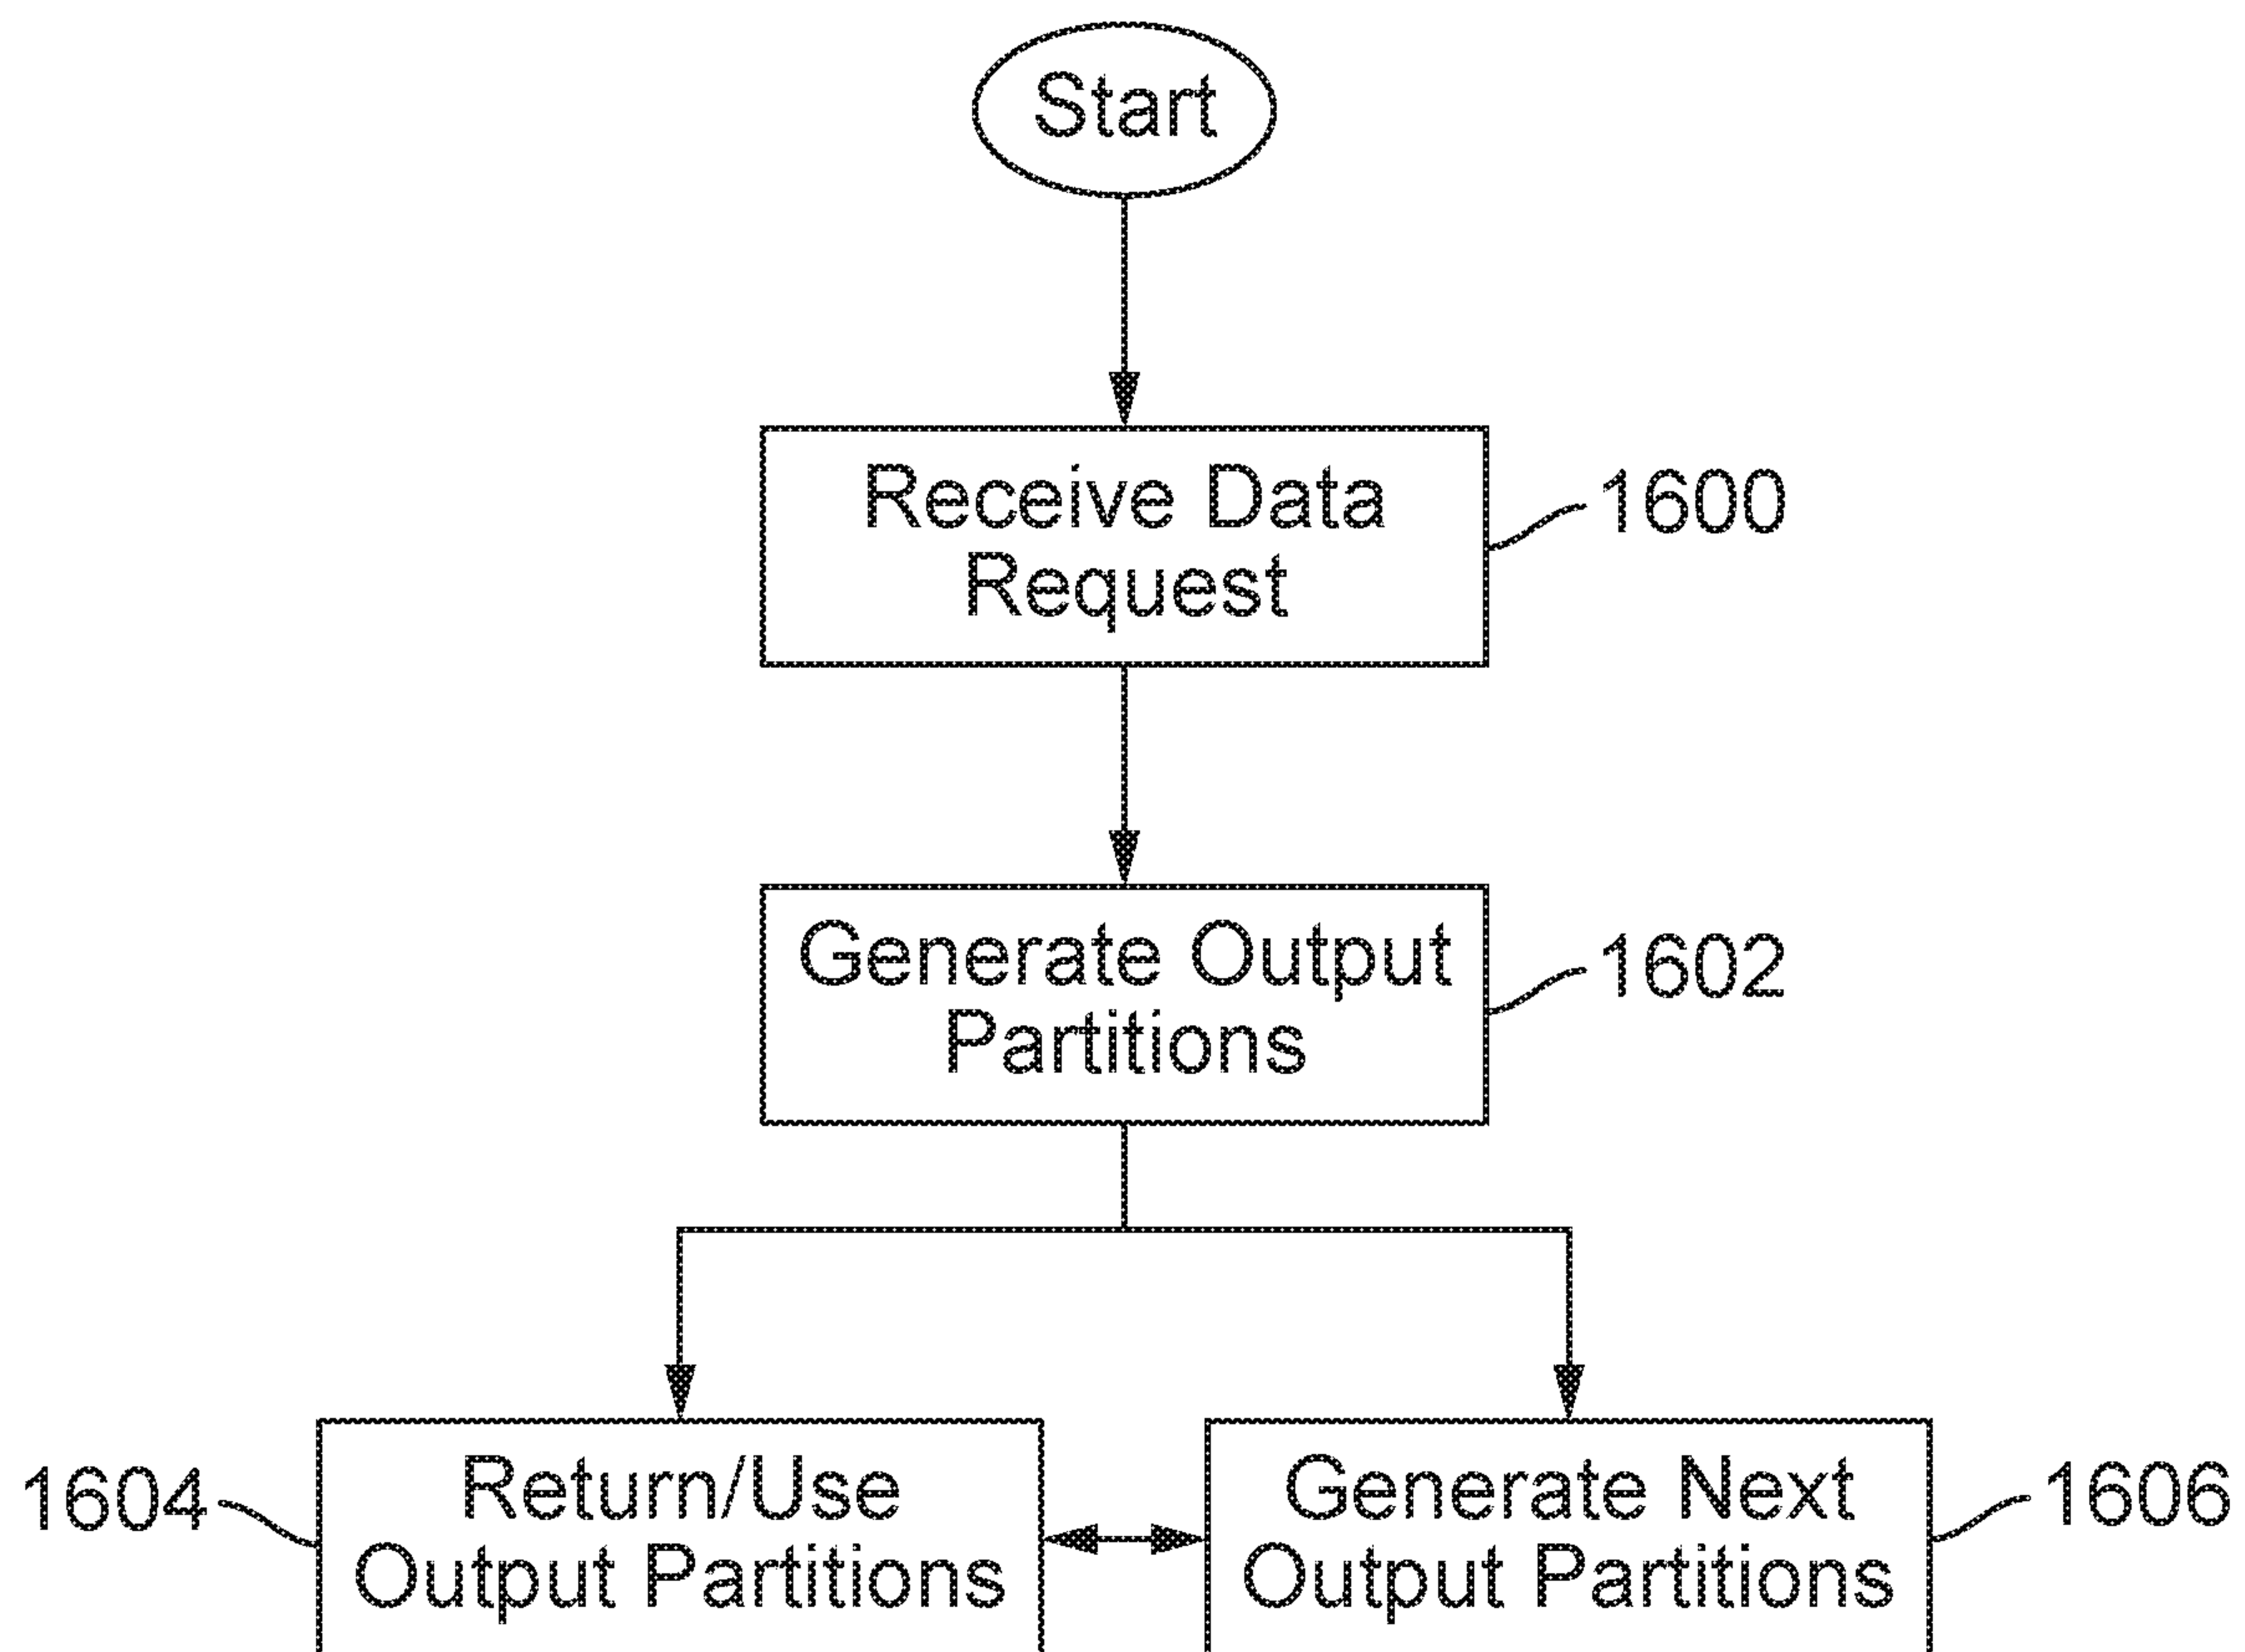 Start
Receive Data
Request
1600
Generate Output
Partitions
1602
1604
Return/Use
Output Partitions
Generate Next
Output Partitions
1606